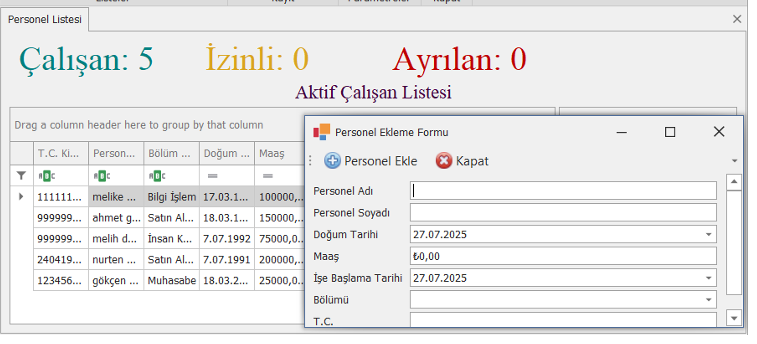 Listeler Kayıt Parametreler Kapat
Personel Listesi
Çalışan: 5 İzinli: 0 Ayrılan: 0
Aktif Çalışan Listesi
Drag a column header here to group by that column
T.C. Ki... Person... Bölüm ... Doğum ... Maaş
111111... melike ... Bilgi İşlem 17.03.1... 100000,...
999999... ahmet g... Satın Al... 18.03.1... 150000,...
999999... melih d... İnsan K... 7.07.1992 75000,0...
240419... nurten ... Satın Al... 7.07.1991 200000,...
123456... gökçen ... Muhasabe 18.03.2... 25000,0...
Personel Ekleme Formu
Personel Ekle Kapat
Personel Adı
Personel Soyadı
Doğum Tarihi 27.07.2025
Maaş ₺0,00
İşe Başlama Tarihi 27.07.2025
Bölümü
T.C.